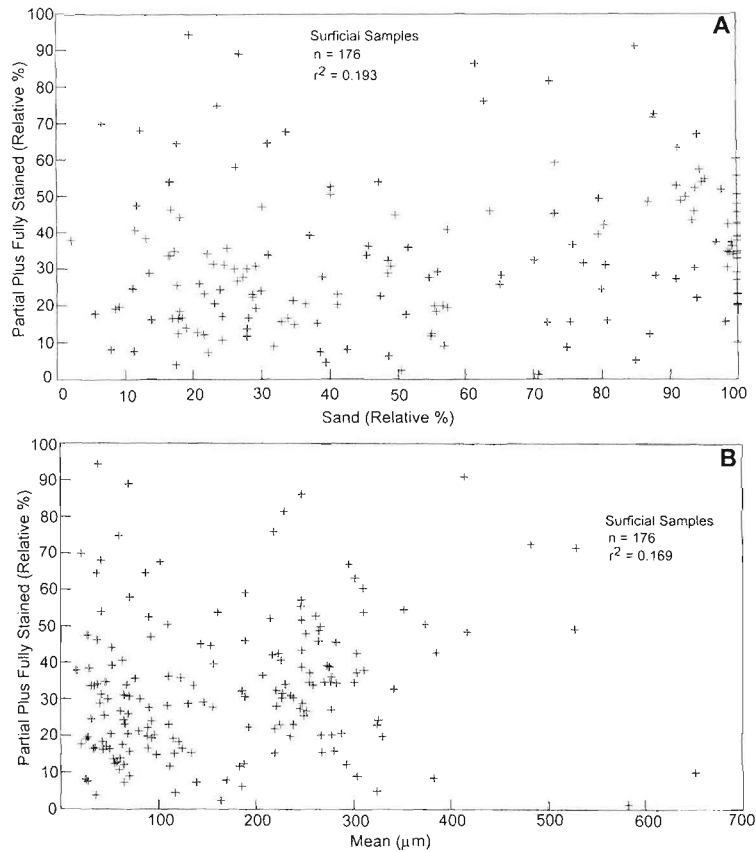 A
Surficial Samples
n = 176
r2 = 0.193
Partial Plus Fully Stained (Relative %)
100
90
80
70
60
50
40
30
20
10
0
0 10 20 30 40 50 60 70 80 90 100
Sand (Relative %)
B
Surficial Samples
n = 176
r2 = 0.169
Partial Plus Fully Stained (Relative %)
100
90
80
70
60
50
40
30
20
10
0
100 200 300 400 500 600 700
Mean (μm)